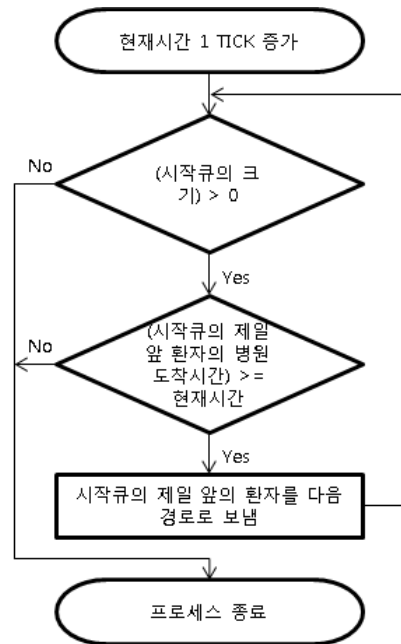 현재시간 1 TICK 증가
No
(시작큐의 크
기) > 0
Yes
No
(시작큐의 제일
앞 환자의 병원
도착시간) >=
현재시간
Yes
시작큐의 제일 앞의 환자를 다음
경로로 보냄
프로세스 종료